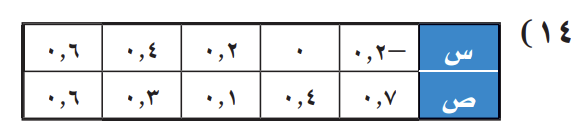 (١٤
س −٠,٢ ٠ ٠,٢ ٠,٤ ٠,٦
ص ٠,٧ ٠,٤ ٠,١ ٠,٣ ٠,٦